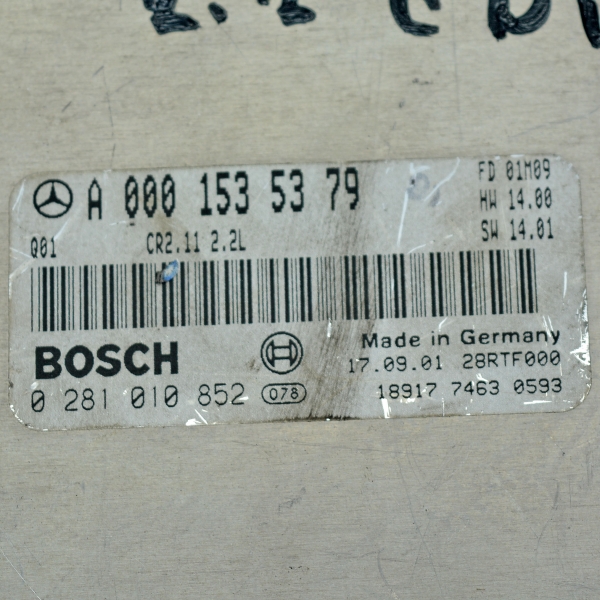 A 000 153 53 79
FD 01M09
HW 14.00
SW 14.01
Q01 CR2.11 2.2L
BOSCH
Made in Germany
17.09.01 28RTF000
0 281 010 852 078
18917 7463 0593